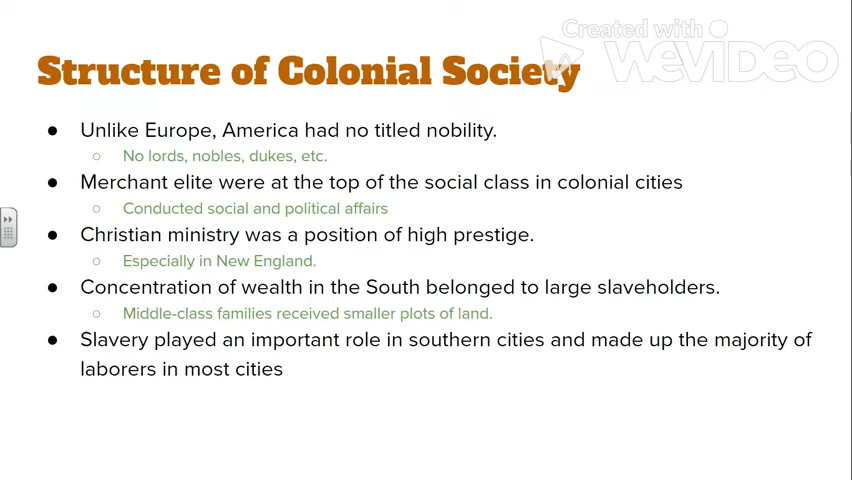 Created with
WEVIDEO
Structure of Colonial Society
● Unlike Europe, America had no titled nobility.
○ No lords, nobles, dukes, etc.
● Merchant elite were at the top of the social class in colonial cities
○ Conducted social and political affairs
● Christian ministry was a position of high prestige.
○ Especially in New England.
● Concentration of wealth in the South belonged to large slaveholders.
○ Middle-class families received smaller plots of land.
● Slavery played an important role in southern cities and made up the majority of
laborers in most cities